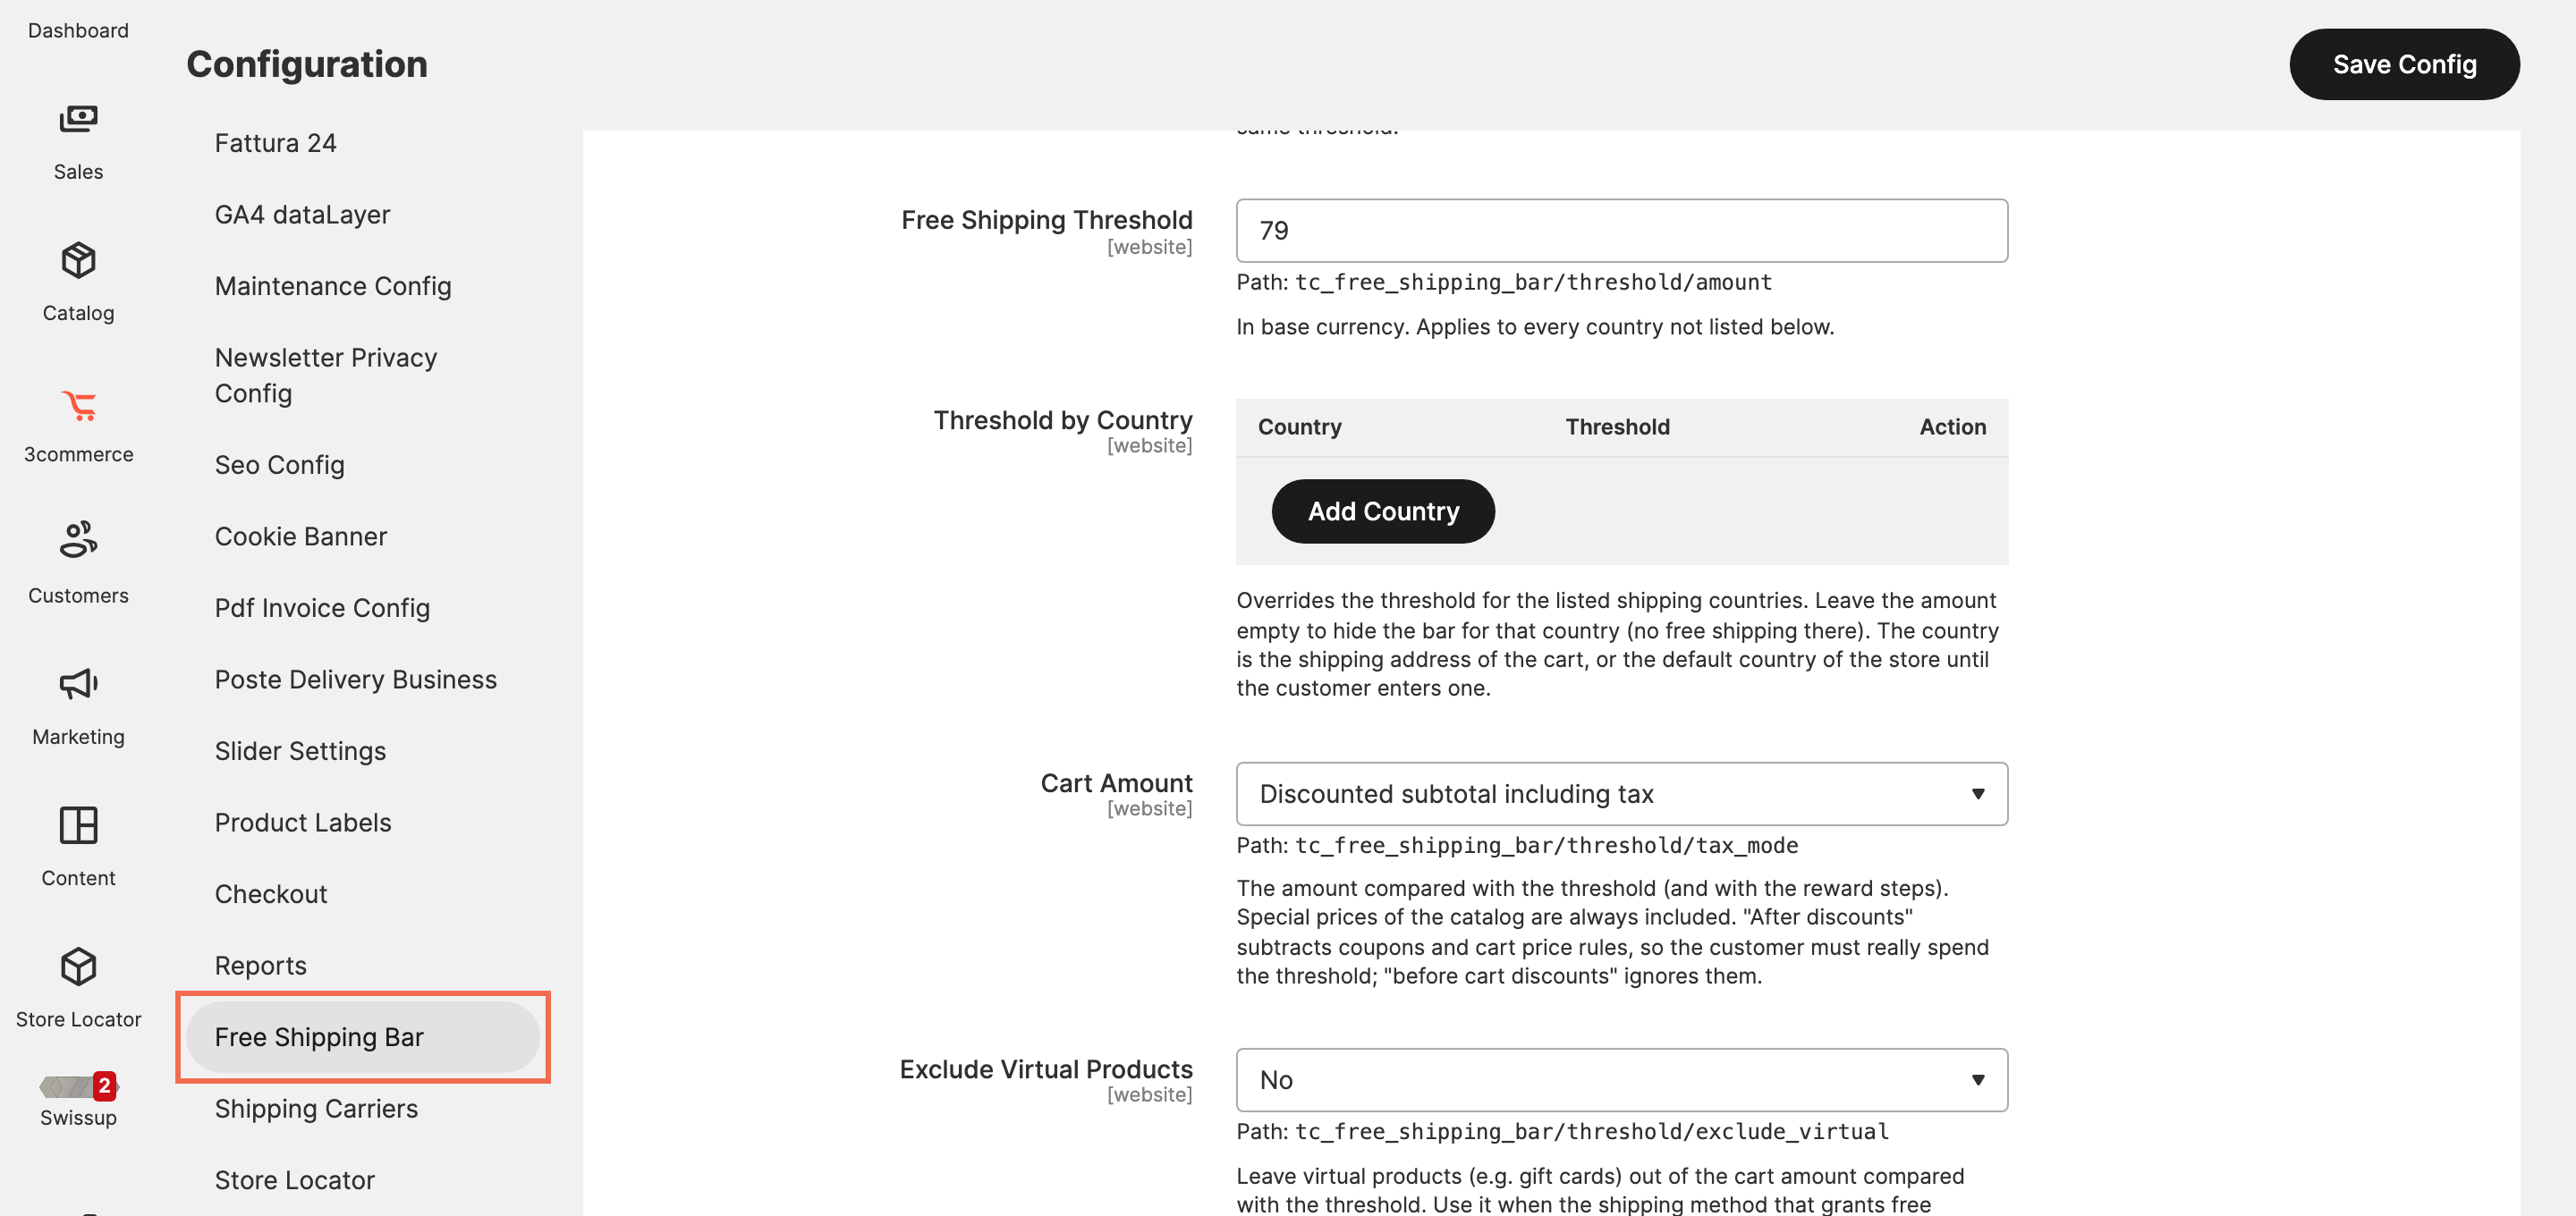 Dashboard
Sales
Catalog
3commerce
Customers
Marketing
Content
Store Locator
2
Swissup
Configuration
Save Config
Fattura 24
GA4 dataLayer
Maintenance Config
Newsletter Privacy
Config
Seo Config
Cookie Banner
Pdf Invoice Config
Poste Delivery Business
Slider Settings
Product Labels
Checkout
Reports
Free Shipping Bar
Shipping Carriers
Store Locator
same threshold.
Free Shipping Threshold
[website]
79
Path: tc_free_shipping_bar/threshold/amount
In base currency. Applies to every country not listed below.
Threshold by Country
[website]
Country Threshold Action
Add Country
Overrides the threshold for the listed shipping countries. Leave the amount
empty to hide the bar for that country (no free shipping there). The country
is the shipping address of the cart, or the default country of the store until
the customer enters one.
Cart Amount
[website]
Discounted subtotal including tax
Path: tc_free_shipping_bar/threshold/tax_mode
The amount compared with the threshold (and with the reward steps).
Special prices of the catalog are always included. "After discounts"
subtracts coupons and cart price rules, so the customer must really spend
the threshold; "before cart discounts" ignores them.
Exclude Virtual Products
[website]
No
Path: tc_free_shipping_bar/threshold/exclude_virtual
Leave virtual products (e.g. gift cards) out of the cart amount compared
with the threshold. Use it when the shipping method that grants free